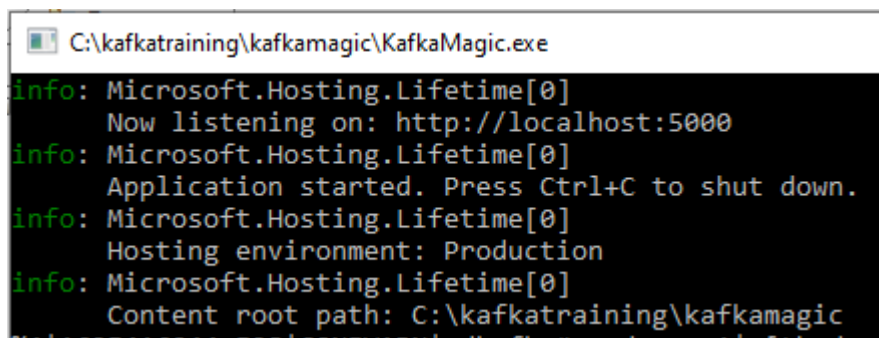 C:\kafkatraining\kafkamagic\KafkaMagic.exe
info: Microsoft.Hosting.Lifetime[0]
Now listening on: http://localhost:5000
info: Microsoft.Hosting.Lifetime[0]
Application started. Press Ctrl+C to shut down.
info: Microsoft.Hosting.Lifetime[0]
Hosting environment: Production
info: Microsoft.Hosting.Lifetime[0]
Content root path: C:\kafkatraining\kafkamagic